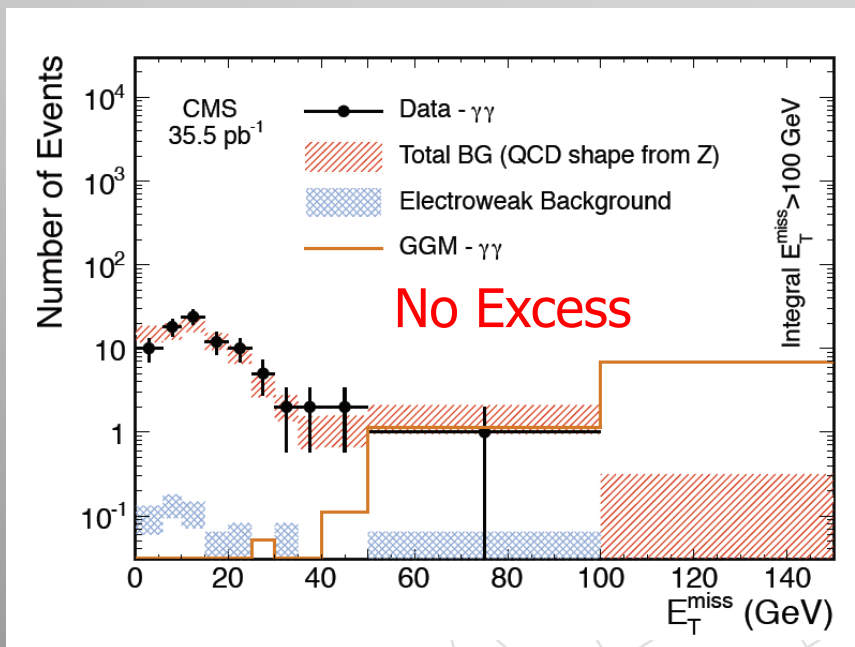 Number of Events
10⁴
10³
10²
10
1
10⁻¹
CMS
35.5 pb⁻¹
Data - γγ
Total BG (QCD shape from Z)
Electroweak Background
GGM - γγ
No Excess
Integral E_T^miss>100 GeV
0 20 40 60 80 100 120 140
E_T^miss (GeV)